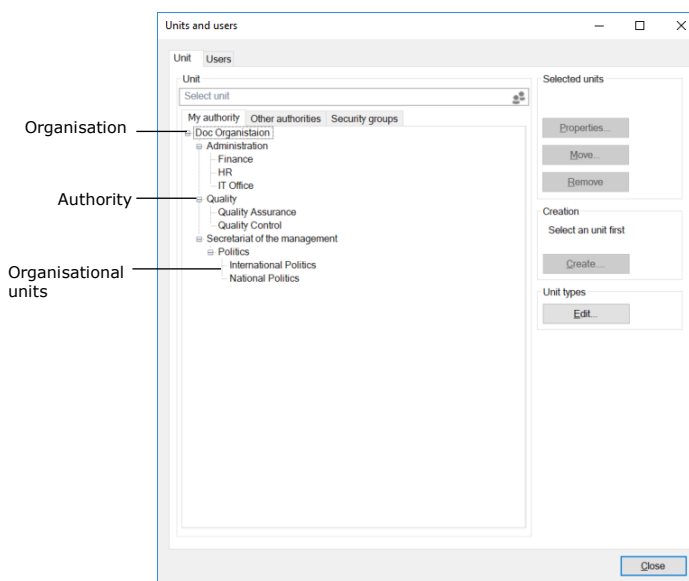 Units and users
Unit Users
Unit
Select unit
My authority Other authorities Security groups
Organisation
Doc Organistaion
Administration
Finance
HR
IT Office
Authority
Quality
Quality Assurance
Quality Control
Secretariat of the management
Politics
Organisational
units
International Politics
National Politics
Selected units
Properties...
Move...
Remove
Creation
Select an unit first
Create...
Unit types
Edit...
Close